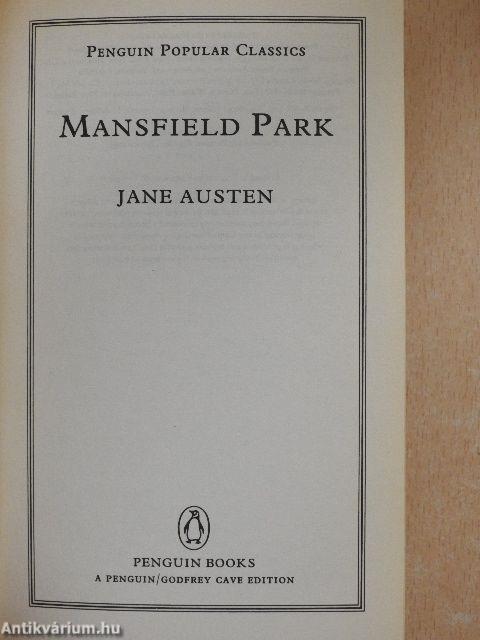 PENGUIN POPULAR CLASSICS
MANSFIELD PARK
JANE AUSTEN
PENGUIN BOOKS
A PENGUIN/GODFREY CAVE EDITION
Antikvárium.hu